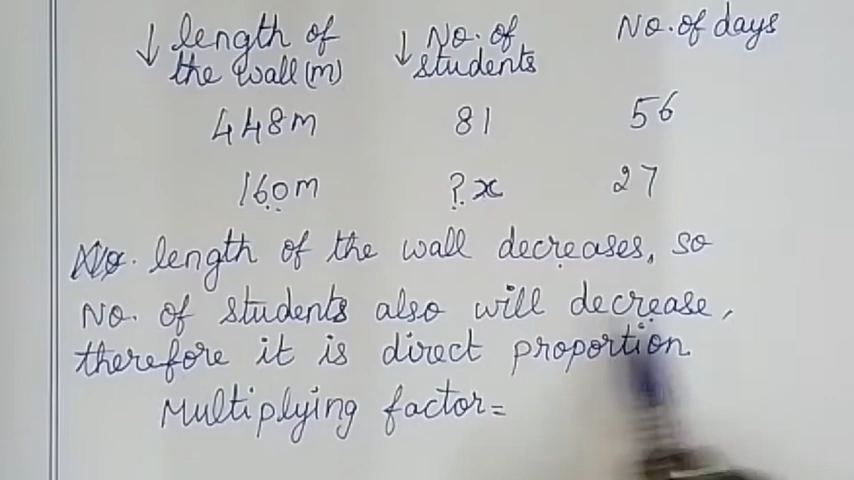 ↓ length of the wall (m) ↓ No. of students No. of days
448m 81 56
160m ? x 27
No. length of the wall decreases, so
No. of students also will decrease,
therefore it is direct proportion
Multiplying factor=